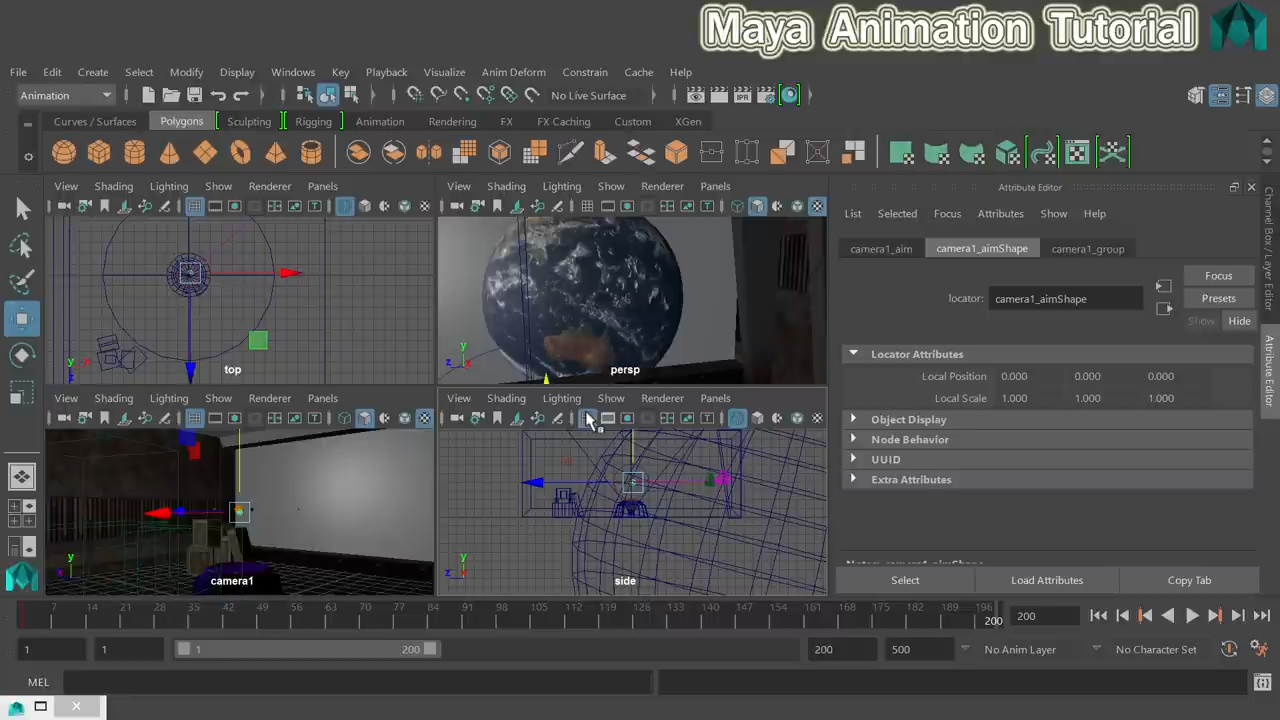 Maya Animation Tutorial
File Edit Create Select Modify Display Windows Key Playback Visualize Anim Deform Constrain Cache Help
Animation No Live Surface IPR
Curves / Surfaces Polygons Sculpting Rigging Animation Rendering FX FX Caching Custom XGen
View Shading Lighting Show Renderer Panels
View Shading Lighting Show Renderer Panels
top
persp
View Shading Lighting Show Renderer Panels
View Shading Lighting Show Renderer Panels
camera1
side
Attribute Editor
List Selected Focus Attributes Show Help
camera1_aim camera1_aimShape camera1_group
Focus
locator: camera1_aimShape Presets
Show Hide
Locator Attributes
Local Position 0.000 0.000 0.000
Local Scale 1.000 1.000 1.000
Object Display
Node Behavior
UUID
Extra Attributes
Select Load Attributes Copy Tab
Channel Box / Layer Editor
Attribute Editor
7 14 21 28 35 42 49 56 63 70 77 84 91 98 105 112 119 126 133 140 147 154 161 168 175 182 189 196
200 200
1 1 1 200 200 500 No Anim Layer No Character Set
MEL